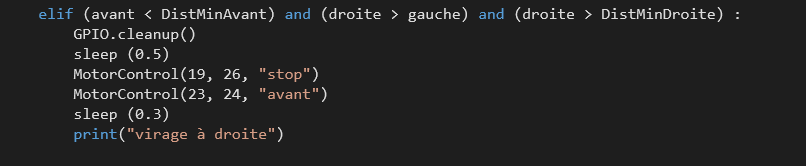 elif (avant < DistMinAvant) and (droite > gauche) and (droite > DistMinDroite) :
    GPIO.cleanup()
    sleep (0.5)
    MotorControl(19, 26, "stop")
    MotorControl(23, 24, "avant")
    sleep (0.3)
    print("virage à droite")